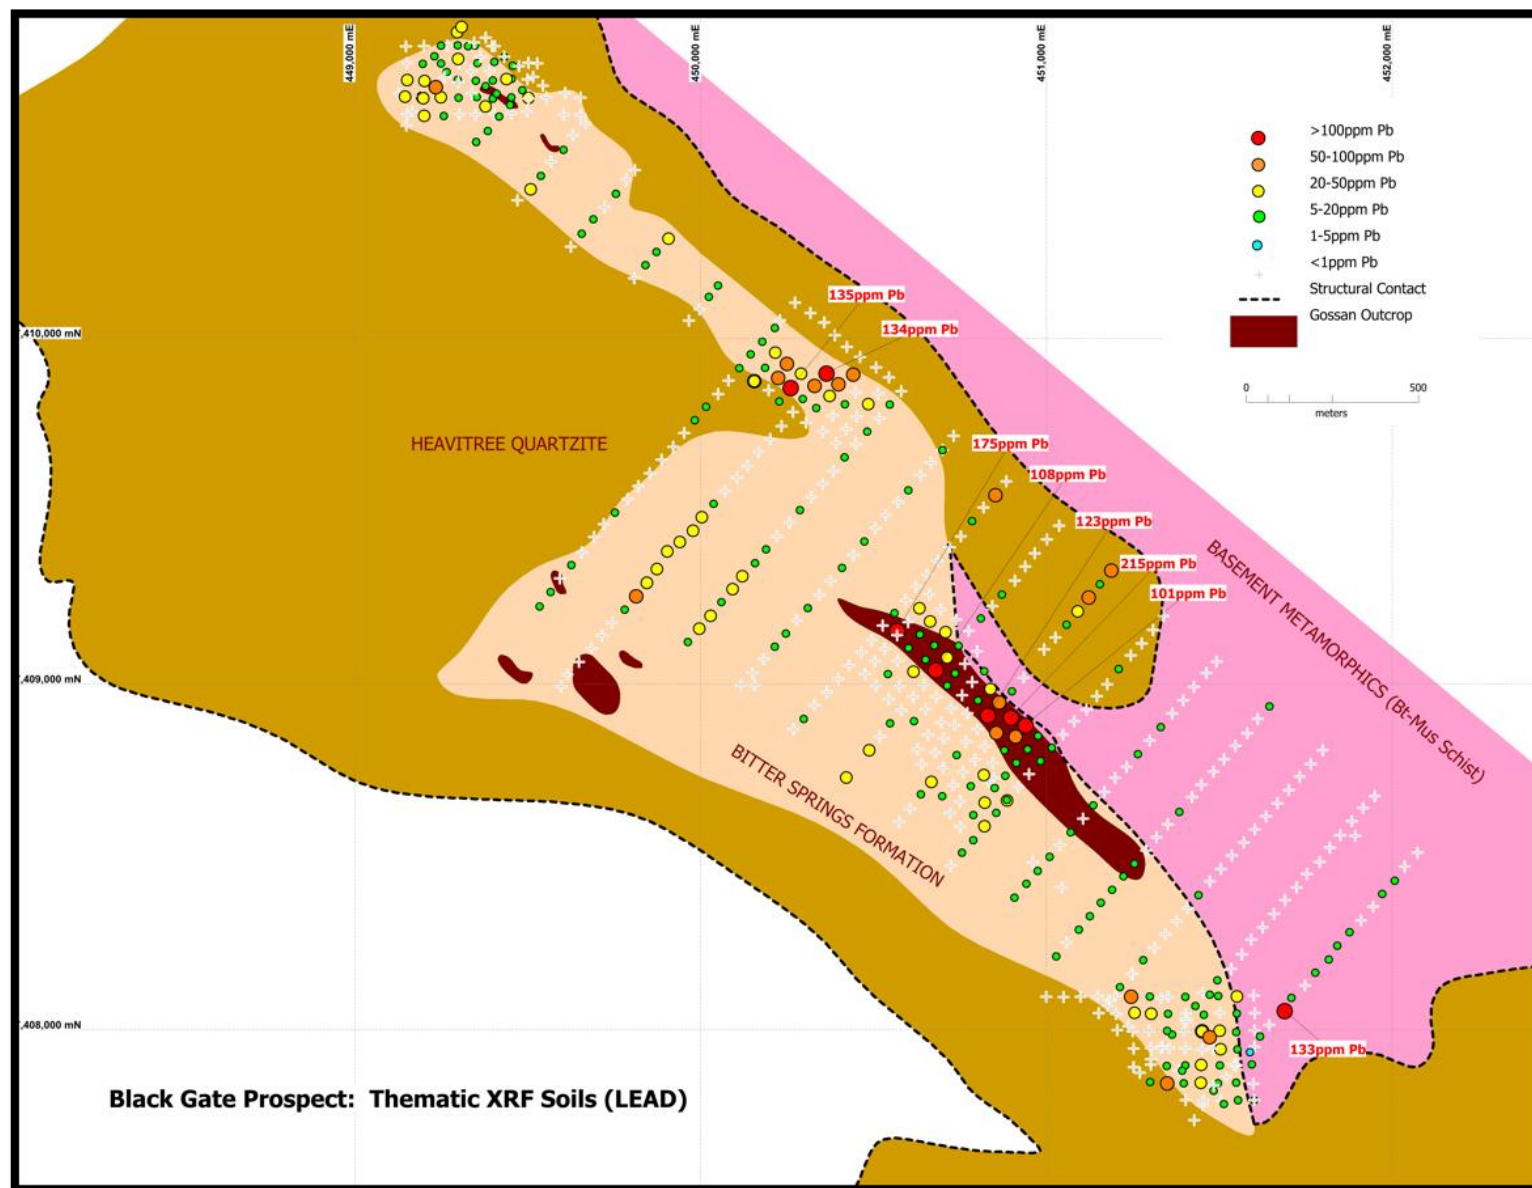 449,000 mE
450,000 mE
451,000 mE
452,000 mE
>100ppm Pb
50-100ppm Pb
20-50ppm Pb
5-20ppm Pb
1-5ppm Pb
<1ppm Pb
Structural Contact
Gossan Outcrop
0 500
meters
135ppm Pb
134ppm Pb
,410,000 mN
HEAVITREE QUARTZITE
175ppm Pb
108ppm Pb
123ppm Pb
215ppm Pb
101ppm Pb
BASEMENT METAMORPHICS (Bt-Mus Schist)
,409,000 mN
BITTER SPRINGS FORMATION
,408,000 mN
133ppm Pb
Black Gate Prospect: Thematic XRF Soils (LEAD)